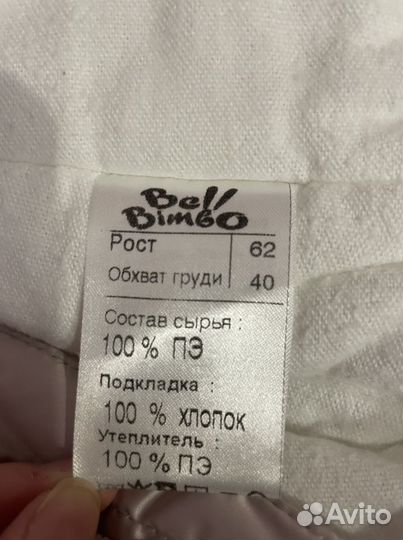 Bell
Bimbo
Рост 62
Обхват груди 40
Состав сырья :
100 % ПЭ
Подкладка :
100 % хлопок
Утеплитель :
100 % ПЭ
Avito